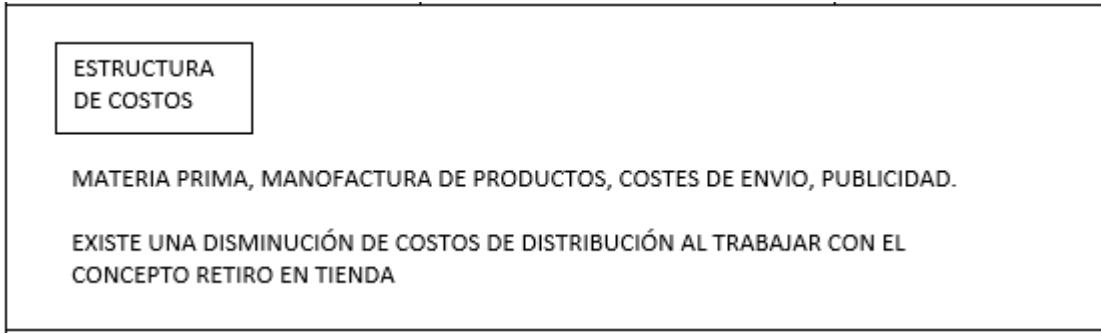 ESTRUCTURA
DE COSTOS
MATERIA PRIMA, MANOFACTURA DE PRODUCTOS, COSTES DE ENVIO, PUBLICIDAD.
EXISTE UNA DISMINUCIÓN DE COSTOS DE DISTRIBUCIÓN AL TRABAJAR CON EL
CONCEPTO RETIRO EN TIENDA